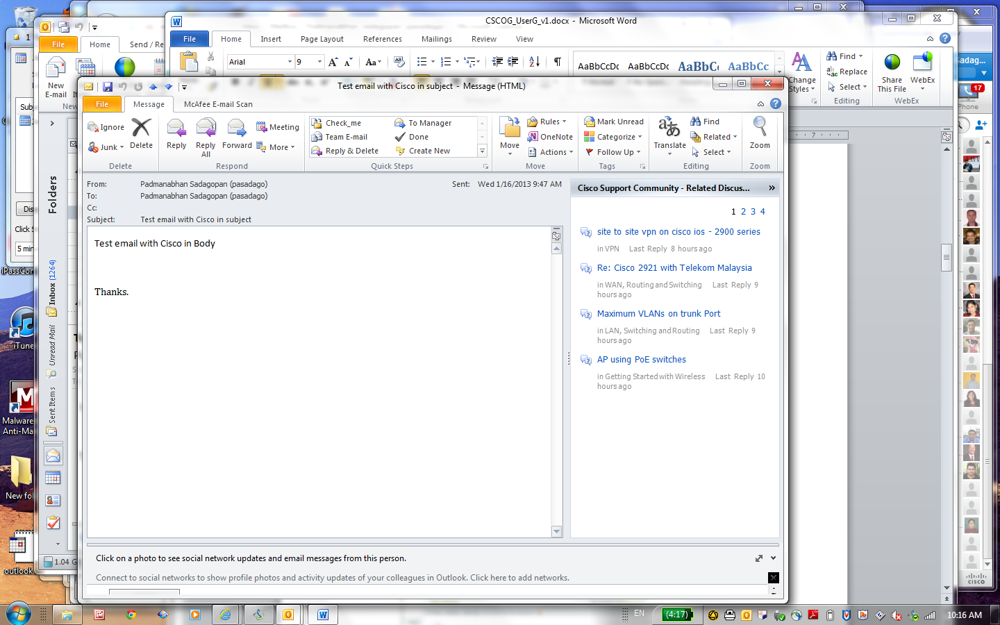 CSCOG_UserG_v1.docx - Microsoft Word
File Home Send / Re
File Home Insert Page Layout References Mailings Review View
New
E-mail
Arial 9
AaBbCcDc AaBbCcDc AaBbCc AaBbCc
Change
Styles
Find
Replace
Select
Editing
Share
This File
WebEx
WebEx
Sadag...
17
Phone
7
Test email with Cisco in subject - Message (HTML)
File Message McAfee E-mail Scan
Ignore
Junk
Delete
Delete
Reply
Reply
All
Forward
Meeting
More
Respond
Check_me To Manager
Team E-mail Done
Reply & Delete Create New
Quick Steps
Move
Rules
OneNote
Actions
Move
Mark Unread
Categorize
Follow Up
Tags
Translate
Find
Related
Select
Editing
Zoom
Zoom
From: Padmanabhan Sadagopan (pasadago) Sent: Wed 1/16/2013 9:47 AM
To: Padmanabhan Sadagopan (pasadago)
Cc:
Subject: Test email with Cisco in subject
Test email with Cisco in Body
Thanks.
Cisco Support Community - Related Discus... »
1 2 3 4
site to site vpn on cisco ios - 2900 series
in VPN Last Reply 8 hours ago
Re: Cisco 2921 with Telekom Malaysia
in WAN, Routing and Switching Last Reply 9
hours ago
Maximum VLANs on trunk Port
in LAN, Switching and Routing Last Reply 9
hours ago
AP using PoE switches
in Getting Started with Wireless Last Reply 10
hours ago
Click on a photo to see social network updates and email messages from this person.
Connect to social networks to show profile photos and activity updates of your colleagues in Outlook. Click here to add networks.
1
Sub
Dis
Click S
5 min
iPassCor
iTune
Malware
Anti-Ma
New fol
outlook
Folders
Inbox (1264)
Unread Mail
Sent Items
1.04 G
CISCO
EN
(4:17)
10:16 AM